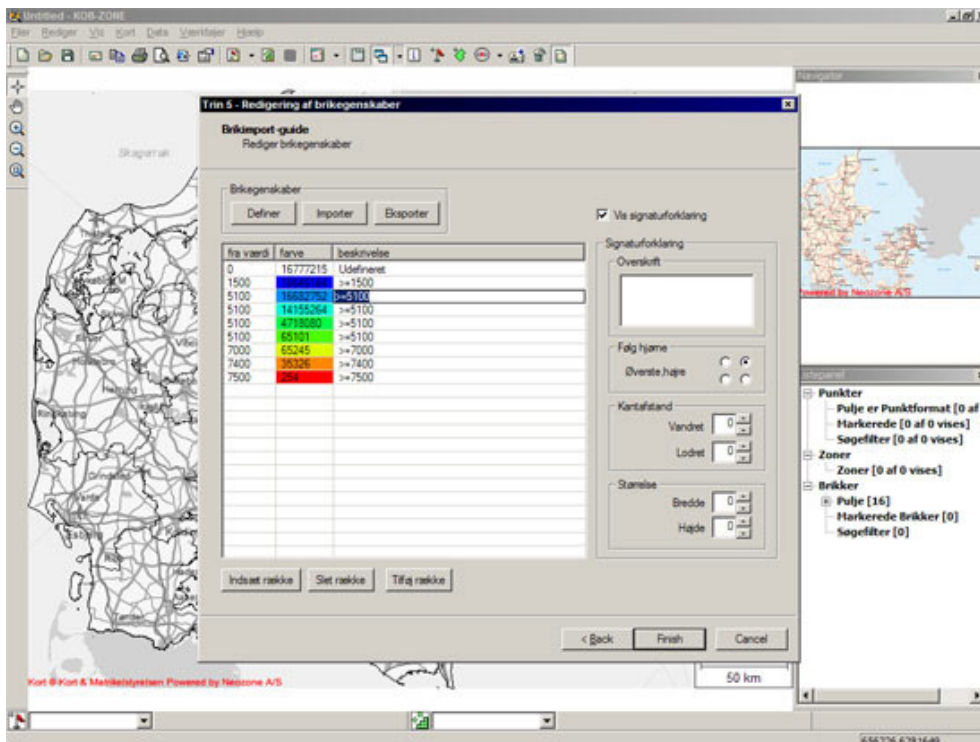 Untitled - KOB-ZONE
Filer Rediger Vis Kort Data Værktøjer Hjælp
Navigator
Trin 5 - Redigering af brikegenskaber
Brikimport-guide
Rediger brikegenskaber
Skagerrak
Brikegenskaber
Definer Importer Eksporter
Vis signaturforklaring
fra værdi farve beskrivelse
0 16777215 Udefineret
1500 >=1500
5100 16682752 >=5100
5100 14155264 >=5100
5100 4718080 >=5100
5100 65101 >=5100
7000 65245 >=7000
7400 35326 >=7400
7500 254 >=7500
Signaturforklaring
Overskrift
Følg hjørne
Øverste,højre
Kantafstand
Vandret 0
Lodret 0
Størrelse
Bredde 0
Højde 0
Indsæt række Slet række Tilføj række
< Back Finish Cancel
Powered by Neozone A/S
Punkter
Pulje er Punktformat [0 af
Markerede [0 af 0 vises]
Søgefilter [0 af 0 vises]
Zoner
Zoner [0 af 0 vises]
Brikker
Pulje [16]
Markerede Brikker [0]
Søgefilter [0]
Ringkøbing
Grindsted
Varde
Esbjerg
Ribe
Tønder
Kort ©Kort & Matrikelstyrelsen Powered by Neozone A/S
50 km